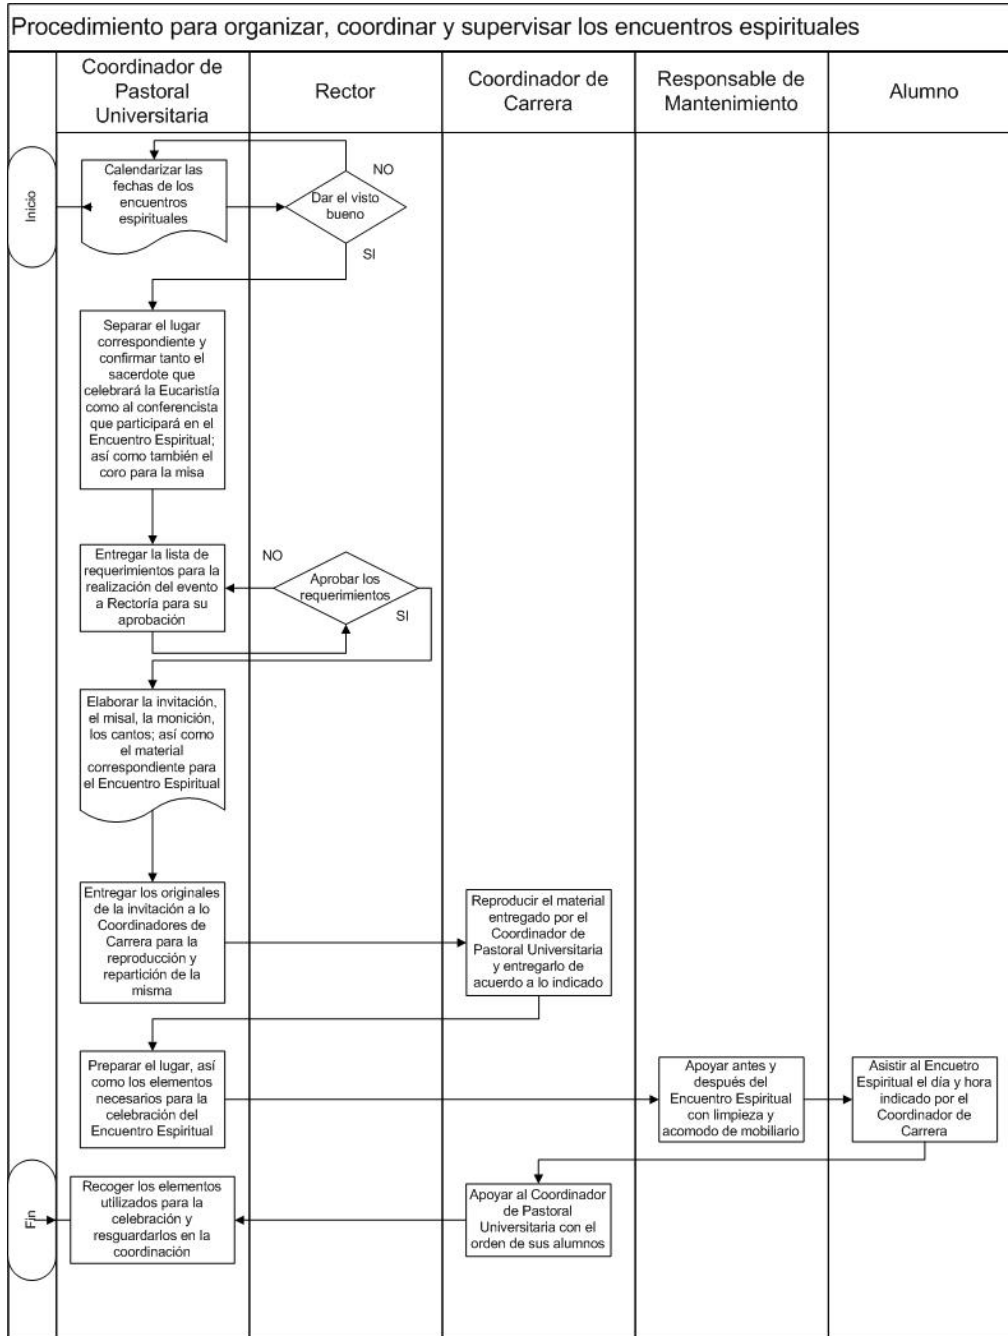 Procedimiento para organizar, coordinar y supervisar los encuentros espirituales
Coordinador de
Pastoral
Universitaria
Rector
Coordinador de
Carrera
Responsable de
Mantenimiento
Alumno
Inicio
Calendarizar las
fechas de los
encuentros
espirituales
NO
Dar el visto
bueno
SI
Separar el lugar
correspondiente y
confirmar tanto el
sacerdote que
celebrará la Eucaristía
como al conferencista
que participará en el
Encuentro Espiritual;
así como también el
coro para la misa
Entregar la lista de
requerimientos para la
realización del evento
a Rectoría para su
aprobación
NO
Aprobar los
requerimientos
SI
Elaborar la invitación,
el misal, la monición,
los cantos; así como
el material
correspondiente para
el Encuentro Espiritual
Entregar los originales
de la invitación a lo
Coordinadores de
Carrera para la
reproducción y
repartición de la
misma
Reproducir el material
entregado por el
Coordinador de
Pastoral Universitaria
y entregarlo de
acuerdo a lo indicado
Preparar el lugar, así
como los elementos
necesarios para la
celebración del
Encuentro Espiritual
Apoyar antes y
después del
Encuentro Espiritual
con limpieza y
acomodo de mobiliario
Asistir al Encuetro
Espiritual el día y hora
indicado por el
Coordinador de
Carrera
Fin
Recoger los elementos
utilizados para la
celebración y
resguardarlos en la
coordinación
Apoyar al Coordinador
de Pastoral
Universitaria con el
orden de sus alumnos